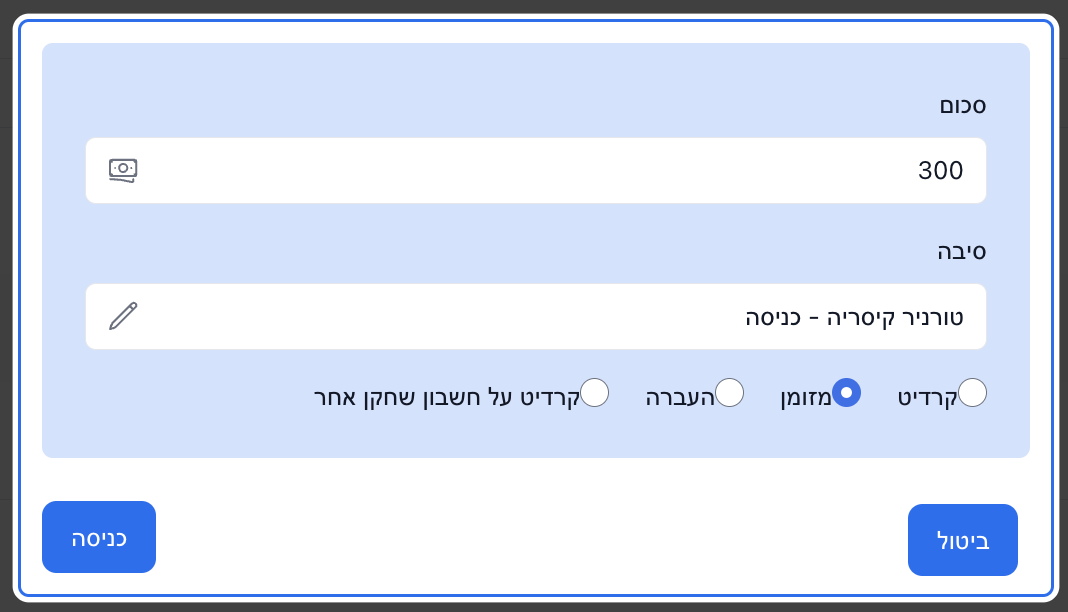 סכום
300
סיבה
טורניר קיסריה - כניסה
קרדיט מזומן העברה קרדיט על חשבון שחקן אחר
ביטול כניסה